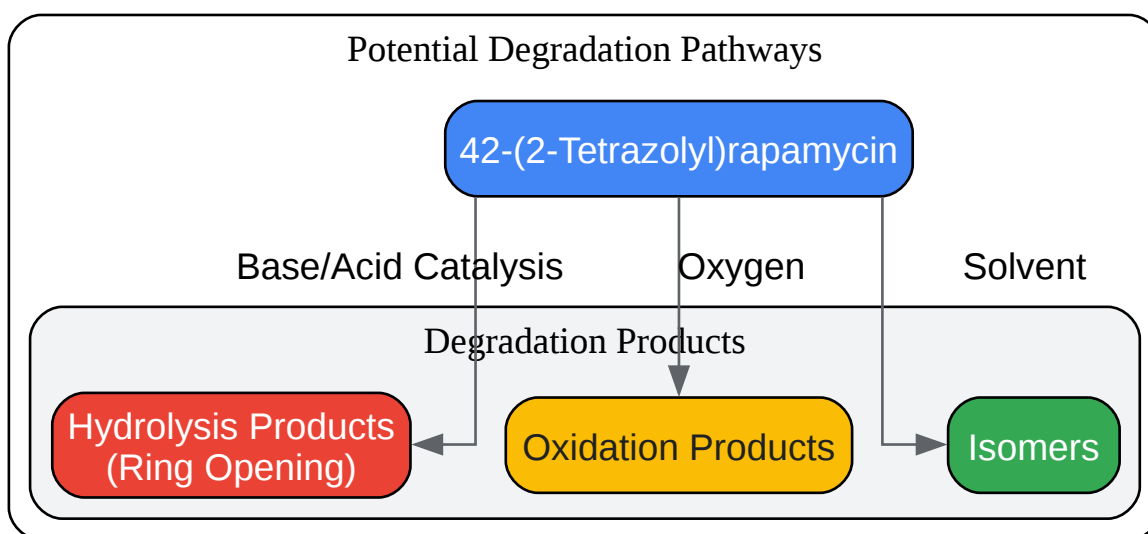 Potential Degradation Pathways
42-(2-Tetrazolyl)rapamycin
Base/Acid Catalysis
Oxygen
Solvent
Degradation Products
Hydrolysis Products
(Ring Opening)
Oxidation Products
Isomers